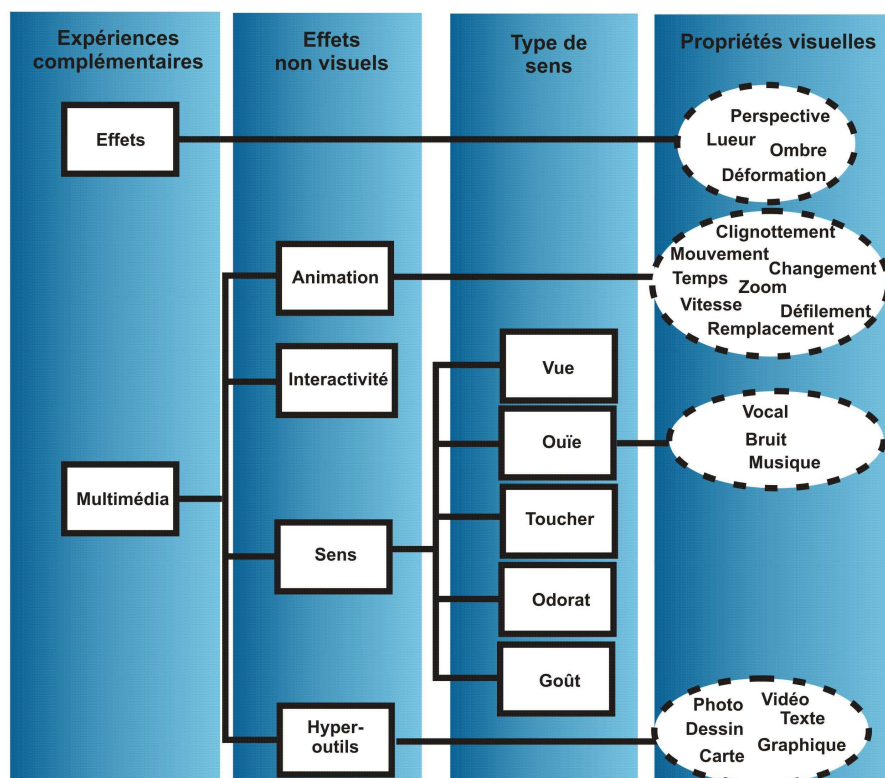 Expériences
complémentaires
Effets
non visuels
Type de
sens
Propriétés visuelles
Effets
Perspective
Lueur
Ombre
Déformation
Animation
Clignottement
Mouvement
Changement
Temps
Zoom
Vitesse
Défilement
Remplacement
Interactivité
Vue
Multimédia
Ouïe
Vocal
Bruit
Musique
Sens
Toucher
Odorat
Goût
Hyper-
outils
Photo
Vidéo
Texte
Dessin
Graphique
Carte